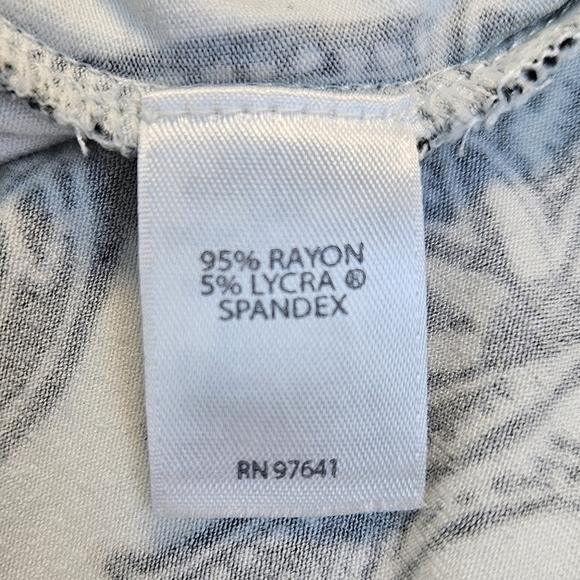 95% RAYON
5% LYCRA ®
SPANDEX
RN 97641